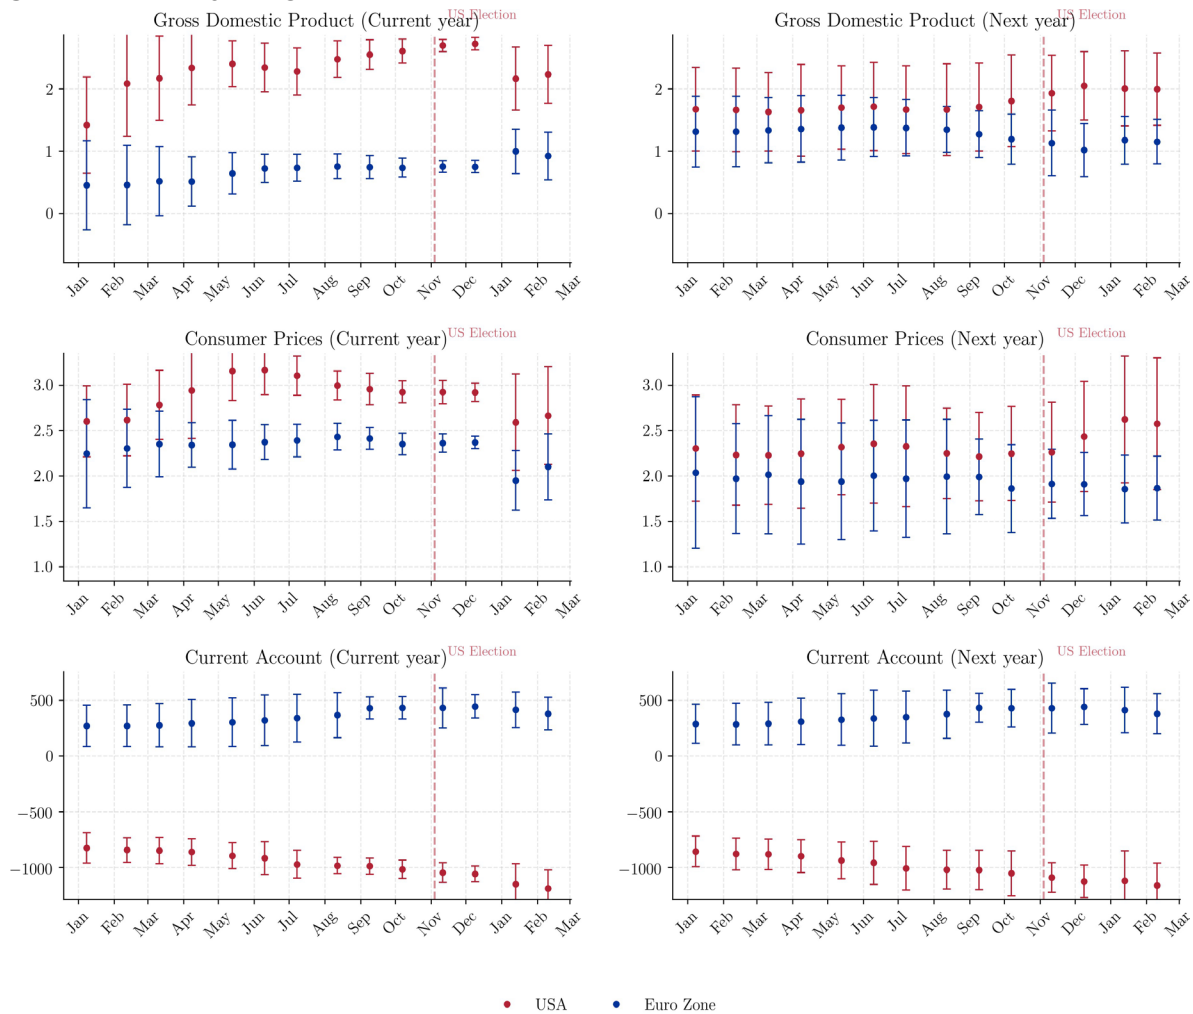 Gross Domestic Product (Current year)
US Election
2
1
0
Jan Feb Mar Apr May Jun Jul Aug Sep Oct Nov Dec Jan Feb Mar
Gross Domestic Product (Next year)
US Election
2
1
0
Jan Feb Mar Apr May Jun Jul Aug Sep Oct Nov Dec Jan Feb Mar
Consumer Prices (Current year)
US Election
3.0
2.5
2.0
1.5
1.0
Jan Feb Mar Apr May Jun Jul Aug Sep Oct Nov Dec Jan Feb Mar
Consumer Prices (Next year)
US Election
3.0
2.5
2.0
1.5
1.0
Jan Feb Mar Apr May Jun Jul Aug Sep Oct Nov Dec Jan Feb Mar
Current Account (Current year)
US Election
500
0
−500
−1000
Jan Feb Mar Apr May Jun Jul Aug Sep Oct Nov Dec Jan Feb Mar
Current Account (Next year)
US Election
500
0
−500
−1000
Jan Feb Mar Apr May Jun Jul Aug Sep Oct Nov Dec Jan Feb Mar
USA Euro Zone